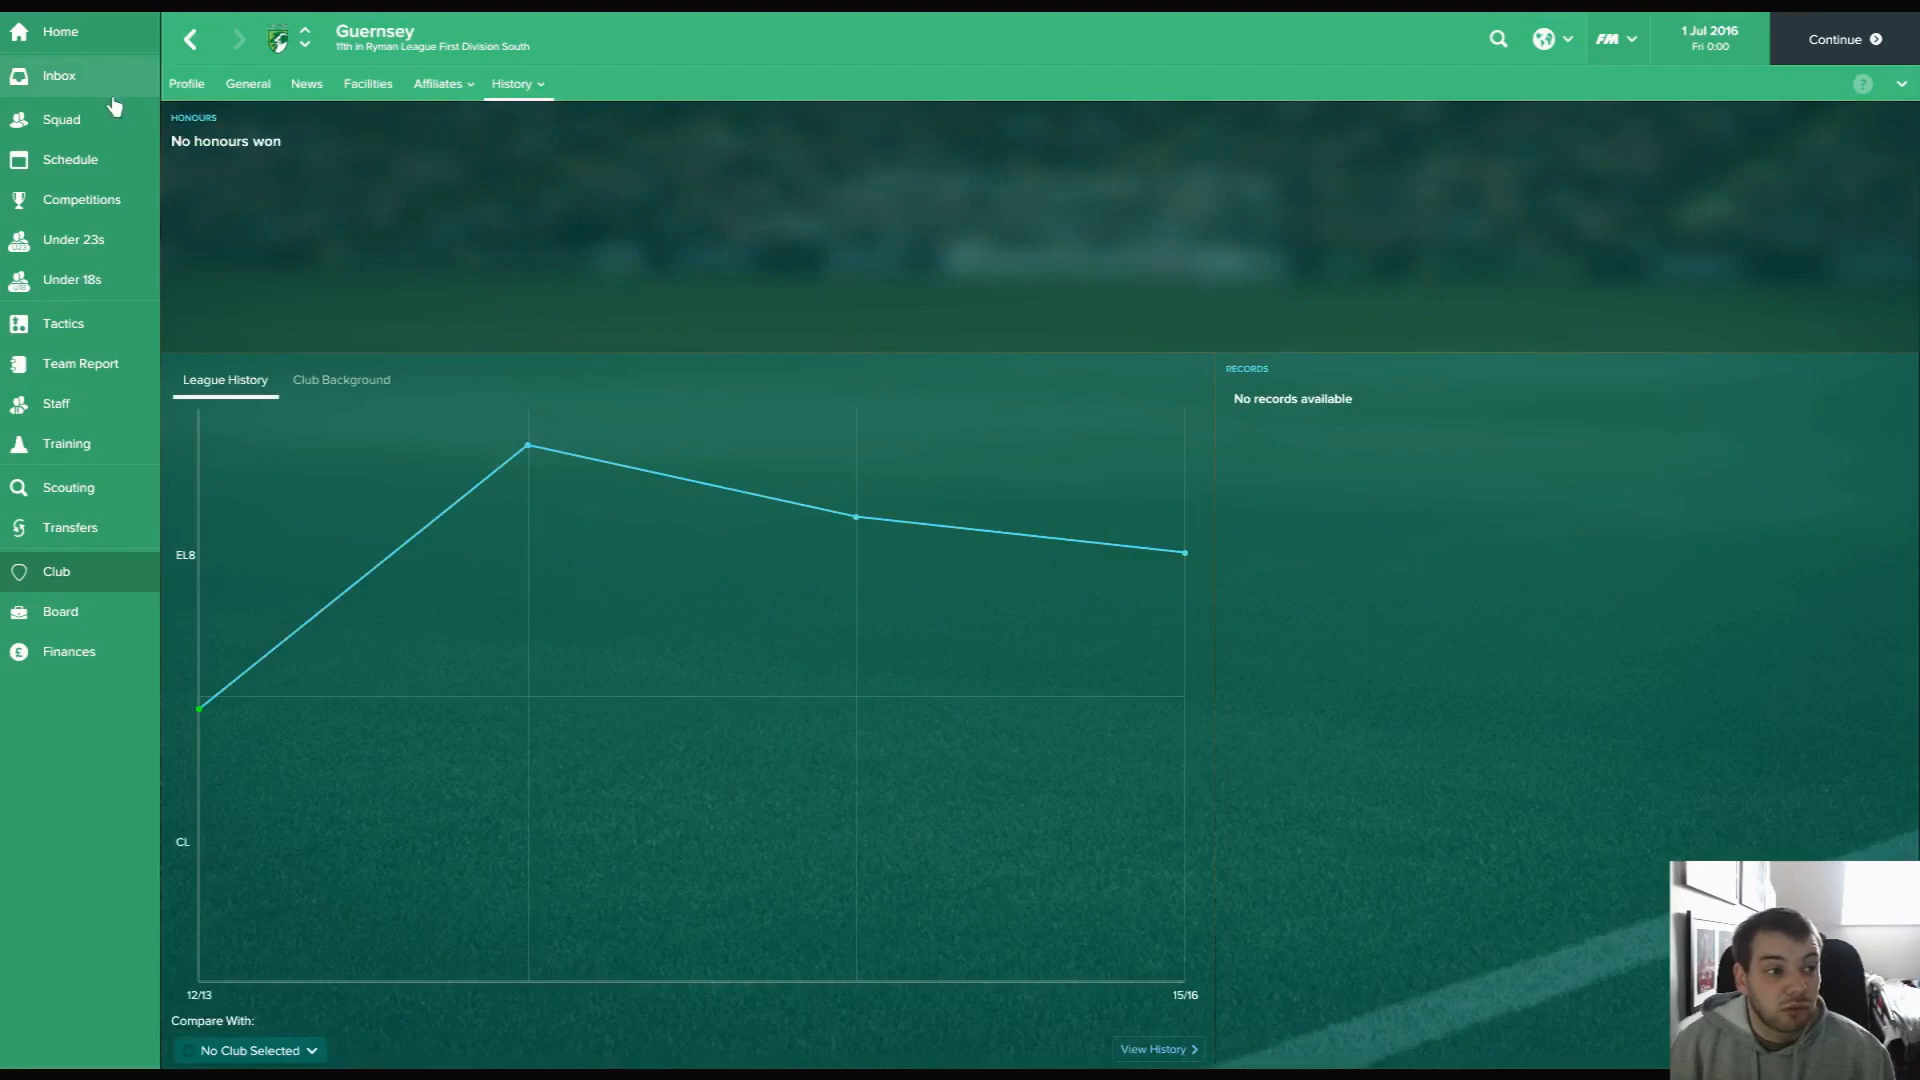 Home
Inbox
Squad
Schedule
Competitions
Under 23s
Under 18s
Tactics
Team Report
Staff
Training
Scouting
Transfers
Club
Board
Finances
Guernsey
11th in Ryman League First Division South
FM
1 Jul 2016
Fri 0:00
Continue
Profile
General
News
Facilities
Affiliates
History
?
HONOURS
No honours won
League History
Club Background
EL8
CL
12/13
15/16
Compare With:
No Club Selected
View History
RECORDS
No records available